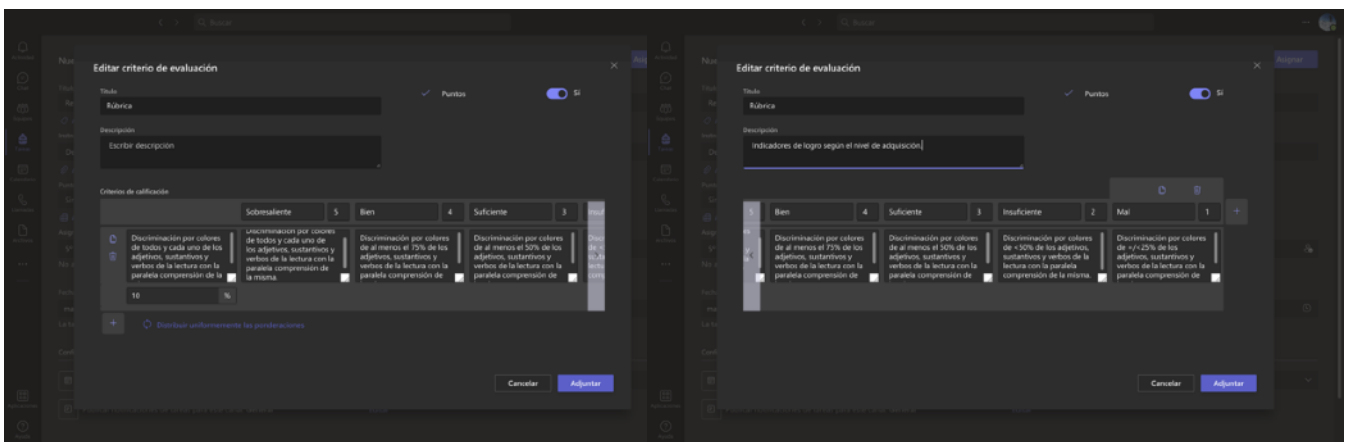 Buscar
Editar criterio de evaluación
Título
Puntos
Sí
Rúbrica
Descripción
Escribir descripción
Criterios de calificación
Sobresaliente 5 Bien 4 Suficiente 3
Discriminación por colores
de todos y cada uno de los
adjetivos, sustantivos y
verbos de la lectura con la
paralela comprensión de la
Discriminación por colores
de todos y cada uno de
los adjetivos, sustantivos y
verbos de la lectura con la
paralela comprensión de
la misma.
Discriminación por colores
de al menos el 75% de los
adjetivos, sustantivos y
verbos de la lectura con la
paralela comprensión de
Discriminación por colores
de al menos el 50% de los
adjetivos, sustantivos y
verbos de la lectura con la
paralela comprensión de
10 %
Distribuir uniformemente las ponderaciones
Cancelar
Adjuntar
Buscar
Asignar
Editar criterio de evaluación
Título
Puntos
Sí
Rúbrica
Descripción
Indicadores de logro según el nivel de adquisición.
5 Bien 4 Suficiente 3 Insuficiente 2 Mal 1
Discriminación por colores
de al menos el 75% de los
adjetivos, sustantivos y
verbos de la lectura con la
paralela comprensión de
Discriminación por colores
de al menos el 50% de los
adjetivos, sustantivos y
verbos de la lectura con la
paralela comprensión de
Discriminación por colores
de <50% de los adjetivos,
sustantivos y verbos de la
lectura con la paralela
comprensión de la misma.
Discriminación por colores
de =/<25% de los
adjetivos, sustantivos y
verbos de la lectura con la
paralela comprensión de
Cancelar
Adjuntar